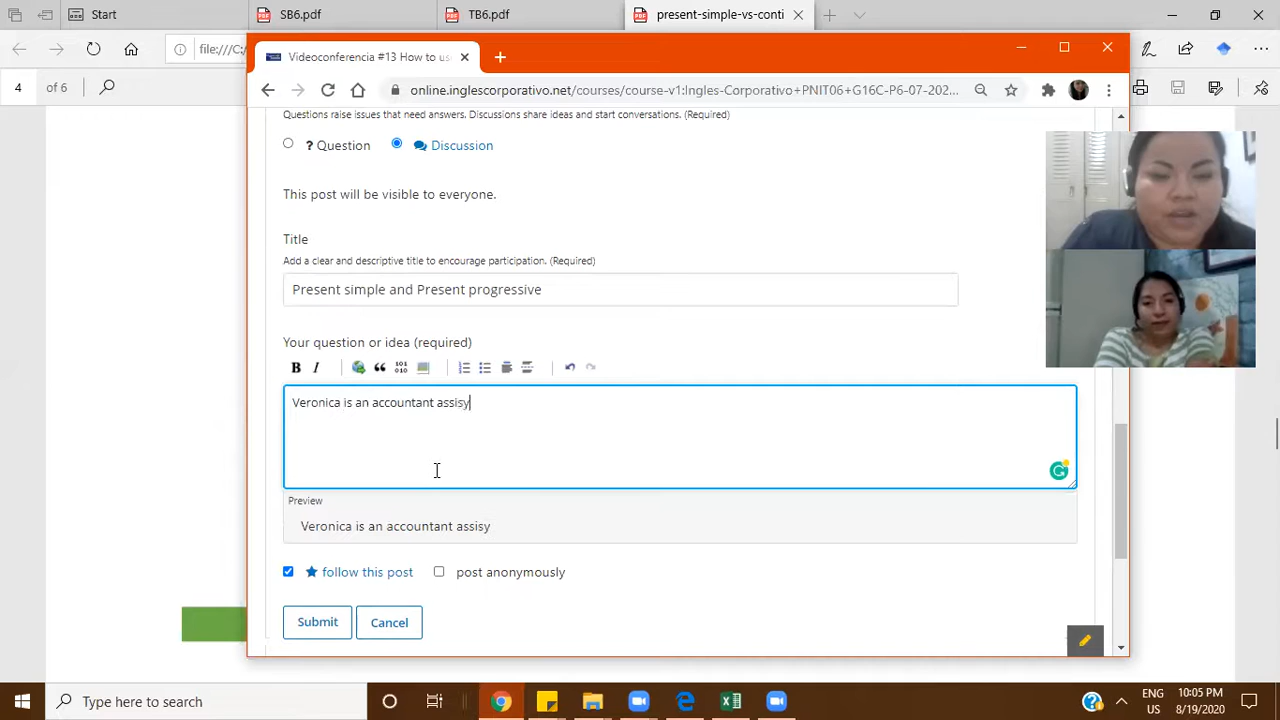 Start
SB6.pdf
TB6.pdf
present-simple-vs-conti
file:///C:/
4 of 6
Videoconferencia #13 How to us
online.inglescorporativo.net/courses/course-v1:Ingles-Corporativo+PNIT06+G16C-P6-07-202...
Questions raise issues that need answers. Discussions share ideas and start conversations. (Required)
? Question
Discussion
This post will be visible to everyone.
Title
Add a clear and descriptive title to encourage participation. (Required)
Present simple and Present progressive
Your question or idea (required)
B I
101
010
Veronica is an accountant assisy
Preview
Veronica is an accountant assisy
follow this post
post anonymously
Submit
Cancel
Type here to search
ENG
US
10:05 PM
8/19/2020